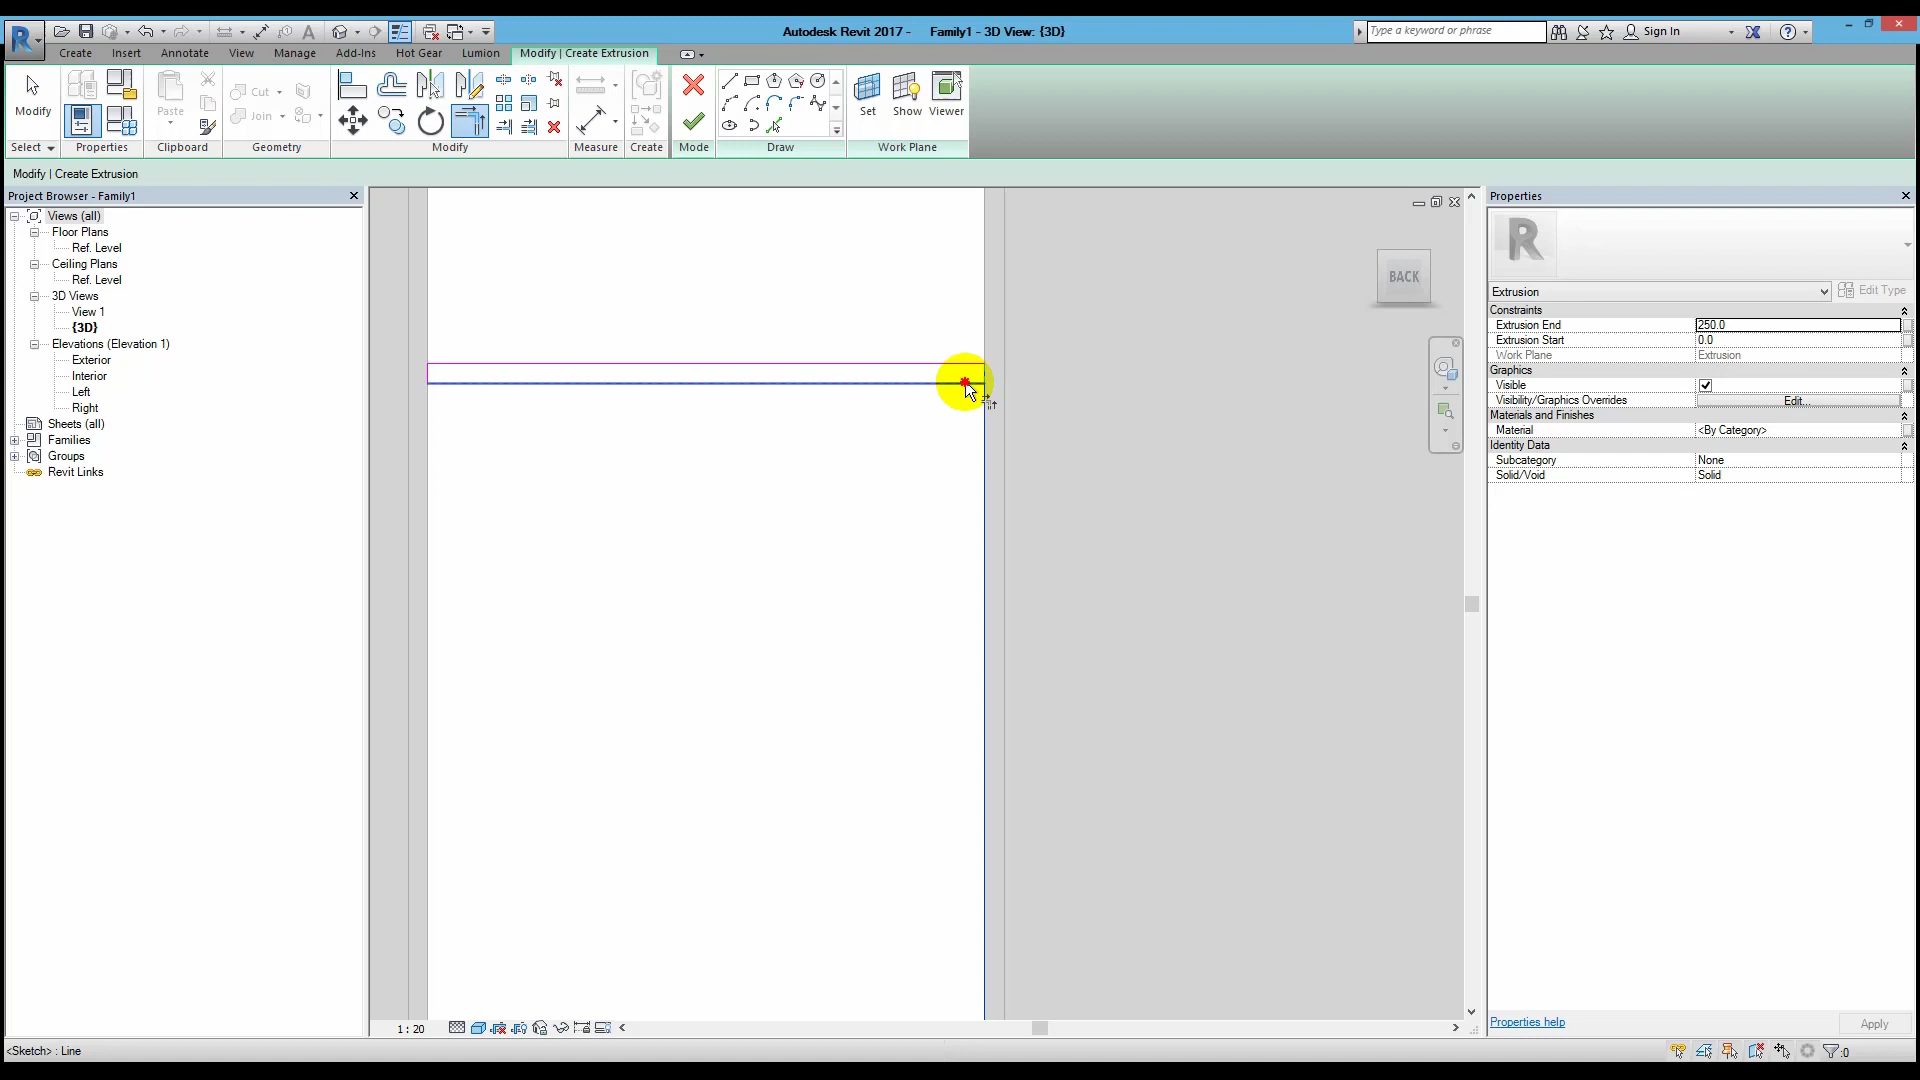 Autodesk Revit 2017 - Family1 - 3D View: {3D}
Type a keyword or phrase
Sign In
Create Insert Annotate View Manage Add-Ins Hot Gear Lumion Modify | Create Extrusion
Modify
Paste
Cut
Join
Set Show Viewer
Select Properties Clipboard Geometry Modify Measure Create Mode Draw Work Plane
Modify | Create Extrusion
Project Browser - Family1
Views (all)
Floor Plans
Ref. Level
Ceiling Plans
Ref. Level
3D Views
View 1
{3D}
Elevations (Elevation 1)
Exterior
Interior
Left
Right
Sheets (all)
Families
Groups
Revit Links
BACK
Properties
R
Extrusion
Edit Type
Constraints
Extrusion End 250.0
Extrusion Start 0.0
Work Plane Extrusion
Graphics
Visible
Visibility/Graphics Overrides Edit...
Materials and Finishes
Material <By Category>
Identity Data
Subcategory None
Solid/Void Solid
Properties help
Apply
1 : 20
<Sketch> : Line
:0